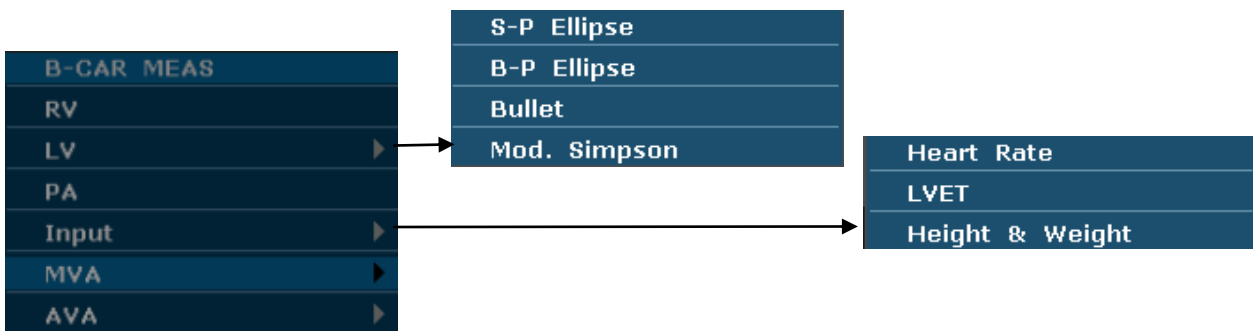 B-CAR MEAS
RV
LV
PA
Input
MVA
AVA
S-P Ellipse
B-P Ellipse
Bullet
Mod. Simpson
Heart Rate
LVET
Height & Weight